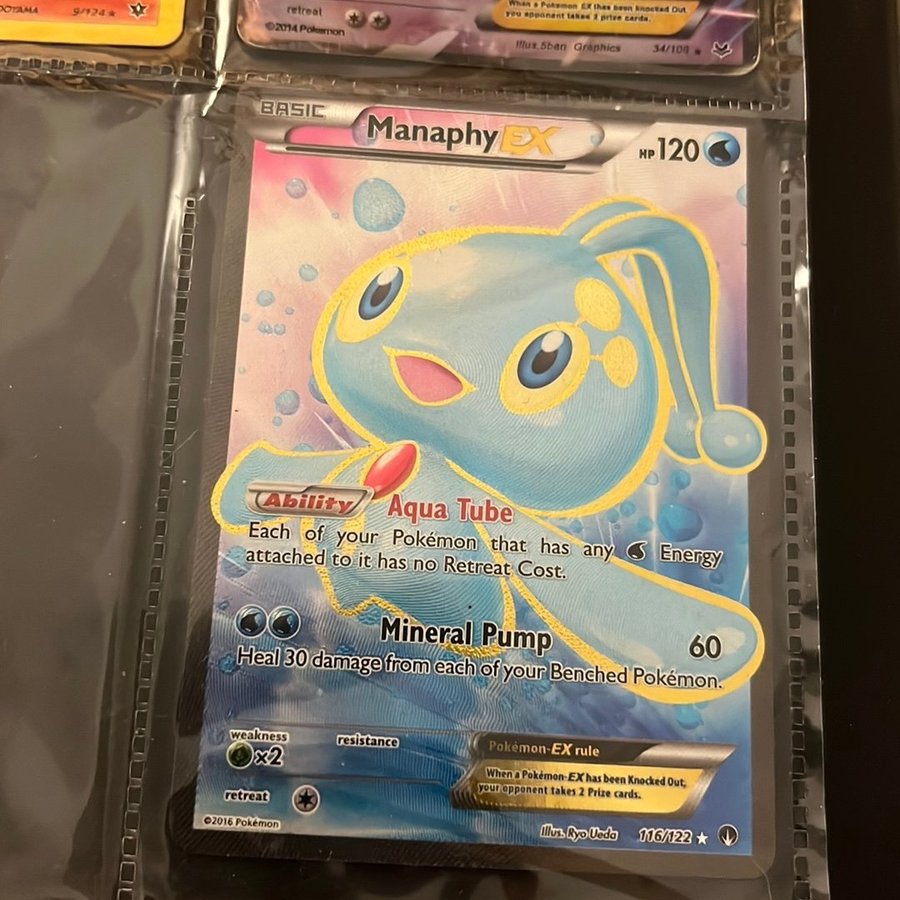 OOYAMA 9/124 ★
retreat
©2014 Pokémon
When a Pokémon EX has been Knocked Out
you opponent takes 2 prize cards.
Illus.5ban Graphics 34/108 ★
BASIC
Manaphy EX
HP 120
Ability Aqua Tube
Each of your Pokémon that has any Energy
attached to it has no Retreat Cost.
Mineral Pump 60
Heal 30 damage from each of your Benched Pokémon.
weakness
×2
resistance
retreat
Pokémon-EX rule
When a Pokémon-EX has been Knocked Out,
your opponent takes 2 Prize cards.
©2016 Pokémon
Illus. Ryo Ueda 116/122 ★